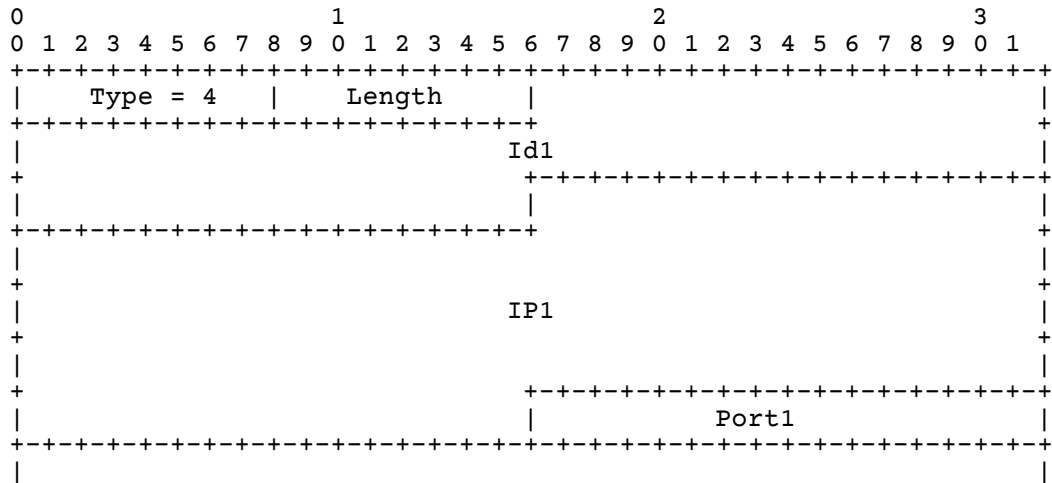 0                   1                   2                   3
0 1 2 3 4 5 6 7 8 9 0 1 2 3 4 5 6 7 8 9 0 1 2 3 4 5 6 7 8 9 0 1
+-+-+-+-+-+-+-+-+-+-+-+-+-+-+-+-+-+-+-+-+-+-+-+-+-+-+-+-+-+-+-+-+
|    Type = 4   |    Length     |                               |
+-+-+-+-+-+-+-+-+-+-+-+-+-+-+-+-+                               +
|                              Id1                              |
+                               +-+-+-+-+-+-+-+-+-+-+-+-+-+-+-+-+
|                               |                               |
+-+-+-+-+-+-+-+-+-+-+-+-+-+-+-+-+                               +
|                                                               |
+                                                               +
|                              IP1                              |
+                                                               +
|                                                               |
+                               +-+-+-+-+-+-+-+-+-+-+-+-+-+-+-+-+
|                               |           Port1               |
+-+-+-+-+-+-+-+-+-+-+-+-+-+-+-+-+-+-+-+-+-+-+-+-+-+-+-+-+-+-+-+-+
|                                                               |